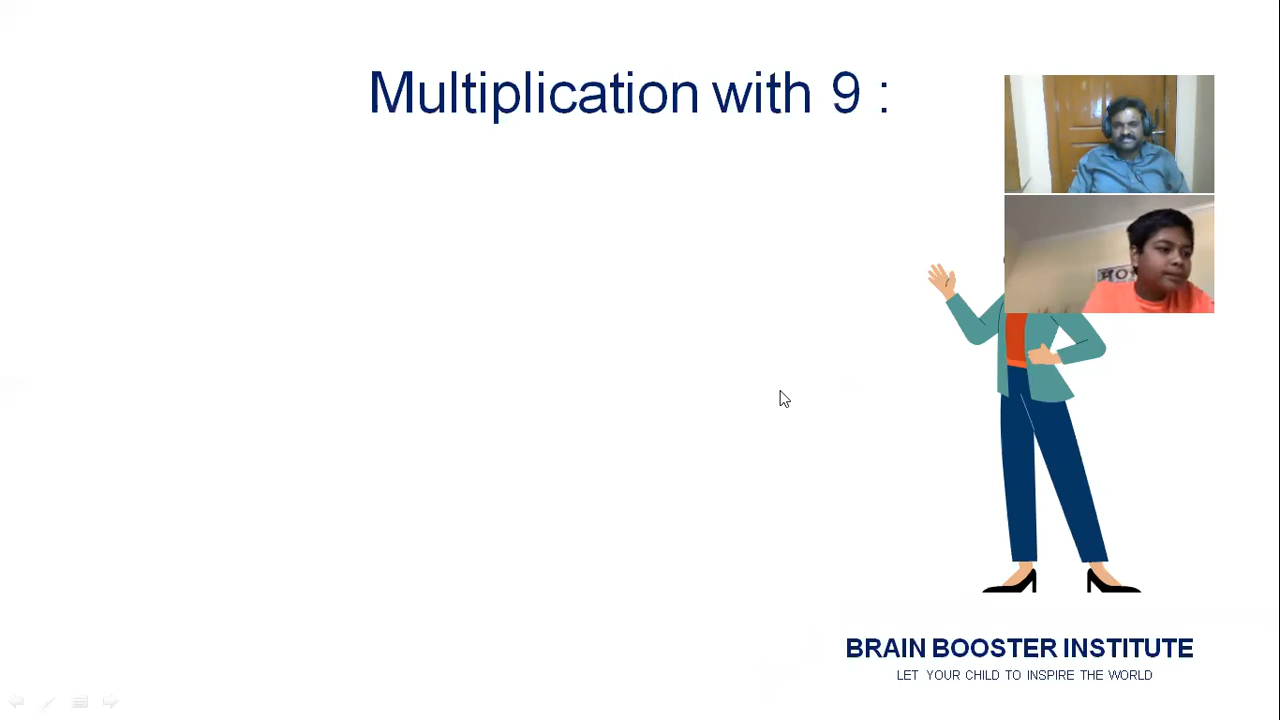 Multiplication with 9 :
BRAIN BOOSTER INSTITUTE
LET YOUR CHILD TO INSPIRE THE WORLD